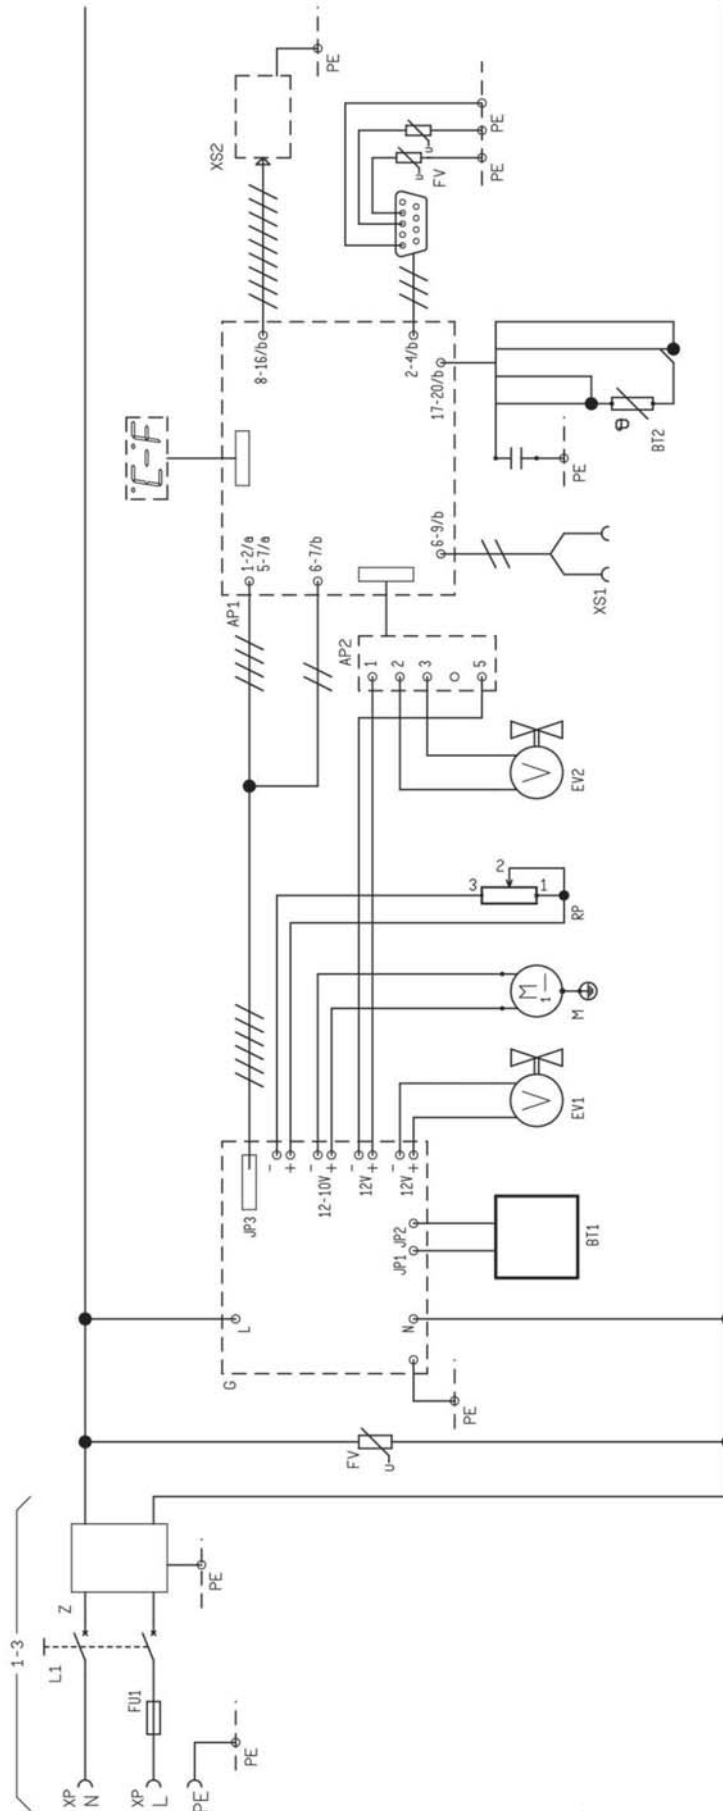 XS2
PE
PE
PE
FV
U
U
8-16/b
2-4/b
17-20/b
°C-F
BT2
PE
1-2/a
5-7/a
6-7/b
6-9/b
AP1
XS1
AP2
1
2
3
5
V
EV2
3
2
1
RP
M
1
M
V
EV1
JP3
-
+
-
12-10V +
-
12V +
-
12V +
JP1
JP2
BT1
L
N
G
PE
FV
U
1-3
Z
PE
L1
FU1
PE
XP
N
XP
L
PE